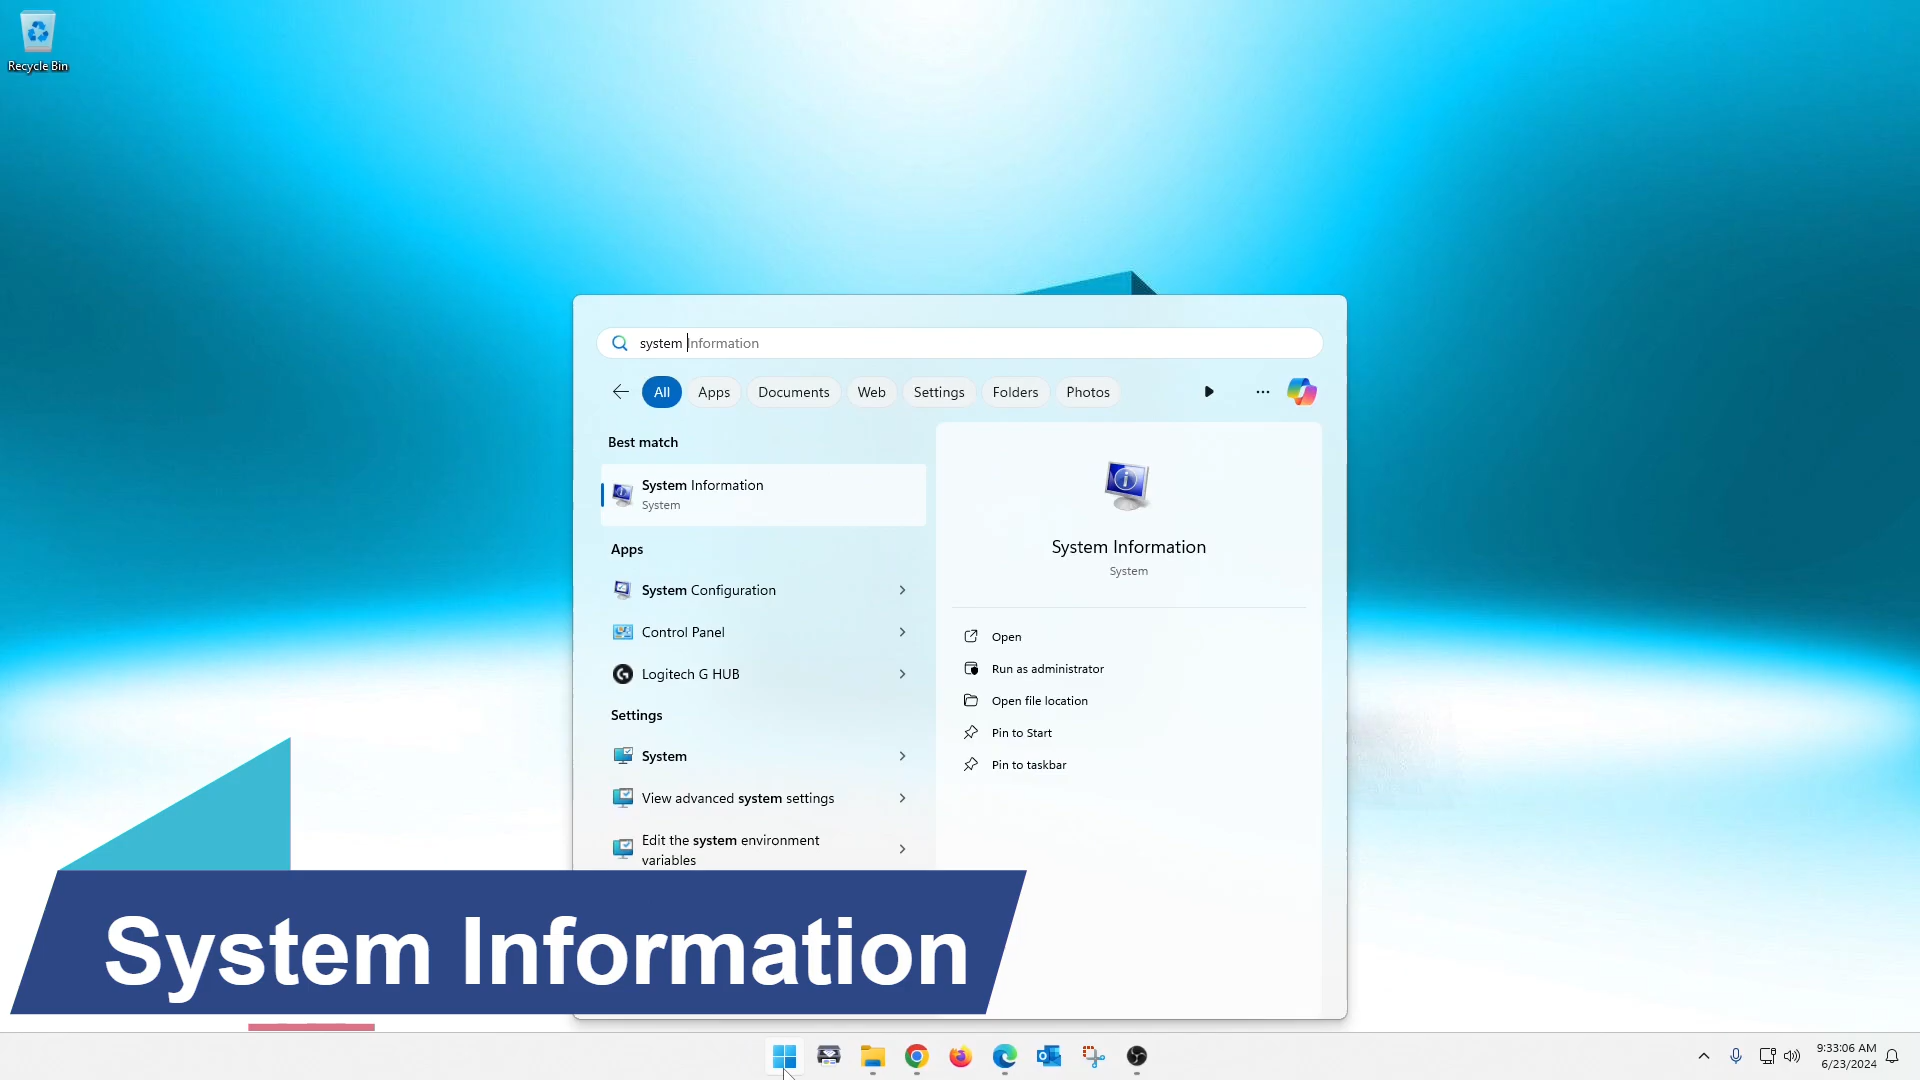 Recycle Bin
system Information
All
Apps
Documents
Web
Settings
Folders
Photos
Best match
System Information
System
Apps
System Configuration
Control Panel
Logitech G HUB
Settings
System
View advanced system settings
Edit the system environment
variables
System Information
System
Open
Run as administrator
Open file location
Pin to Start
Pin to taskbar
System Information
9:33:06 AM
6/23/2024